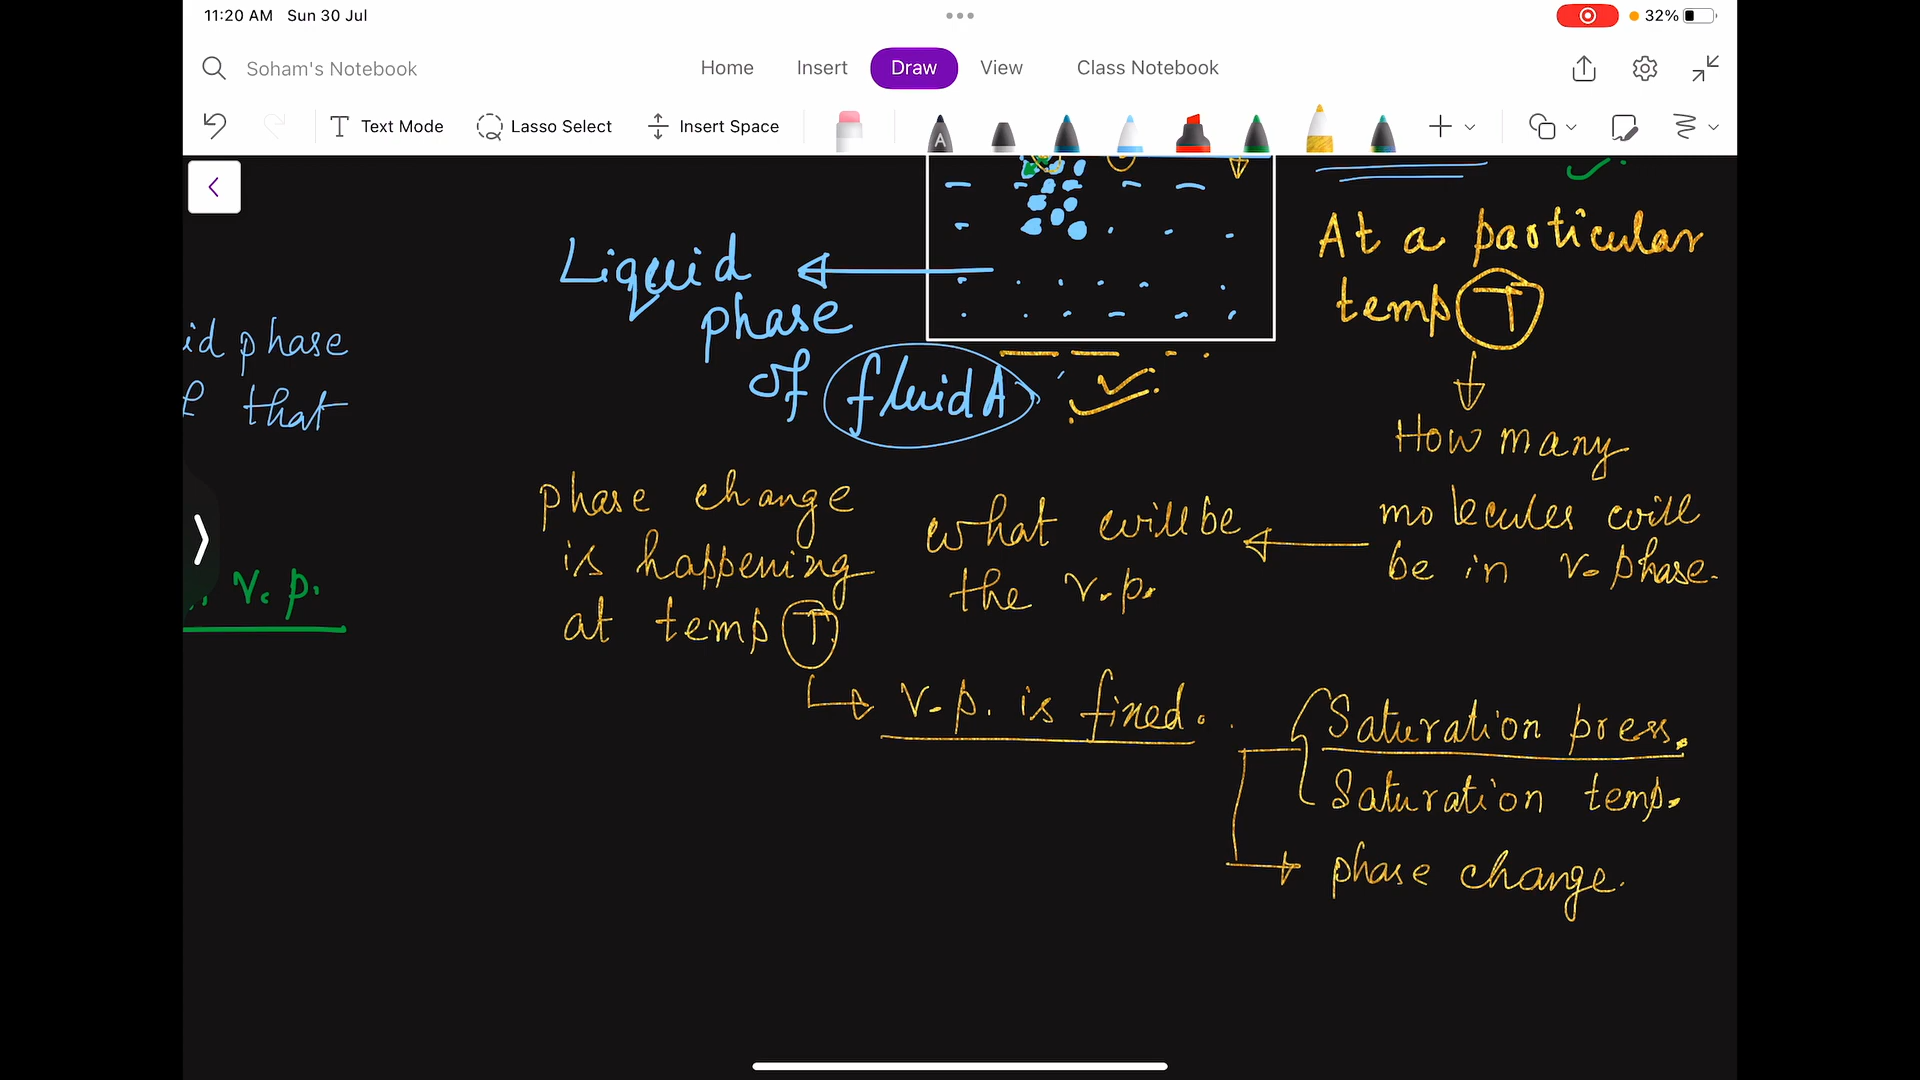 11:20 AM Sun 30 Jul
32%
Soham's Notebook
Home Insert Draw View Class Notebook
Text Mode Lasso Select Insert Space
A
At a particular
temp T
Liquid
phase
of fluid A
id phase
that
How many
molecules will
be in v-phase.
what will be
the v.p.
phase change
is happening
at temp T
v.p.
v.p. is fixed.
Saturation press.
Saturation temp.
phase change.